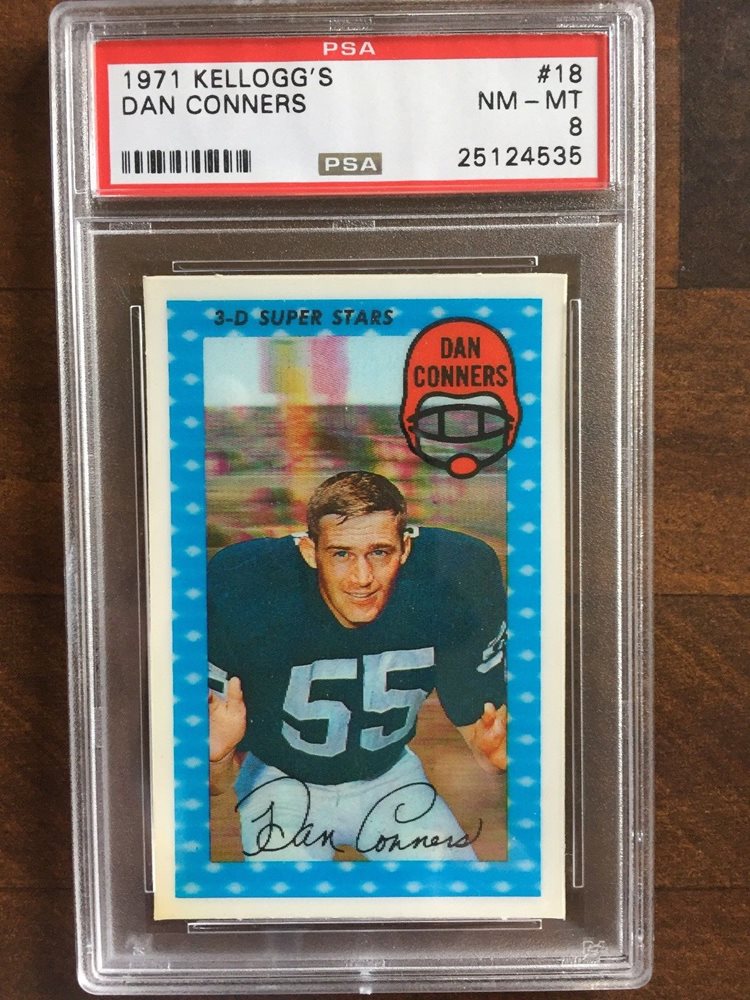 PSA
1971 KELLOGG'S #18
DAN CONNERS NM - MT
8
PSA 25124535
3-D SUPER STARS
DAN
CONNERS
55
Dan Conners